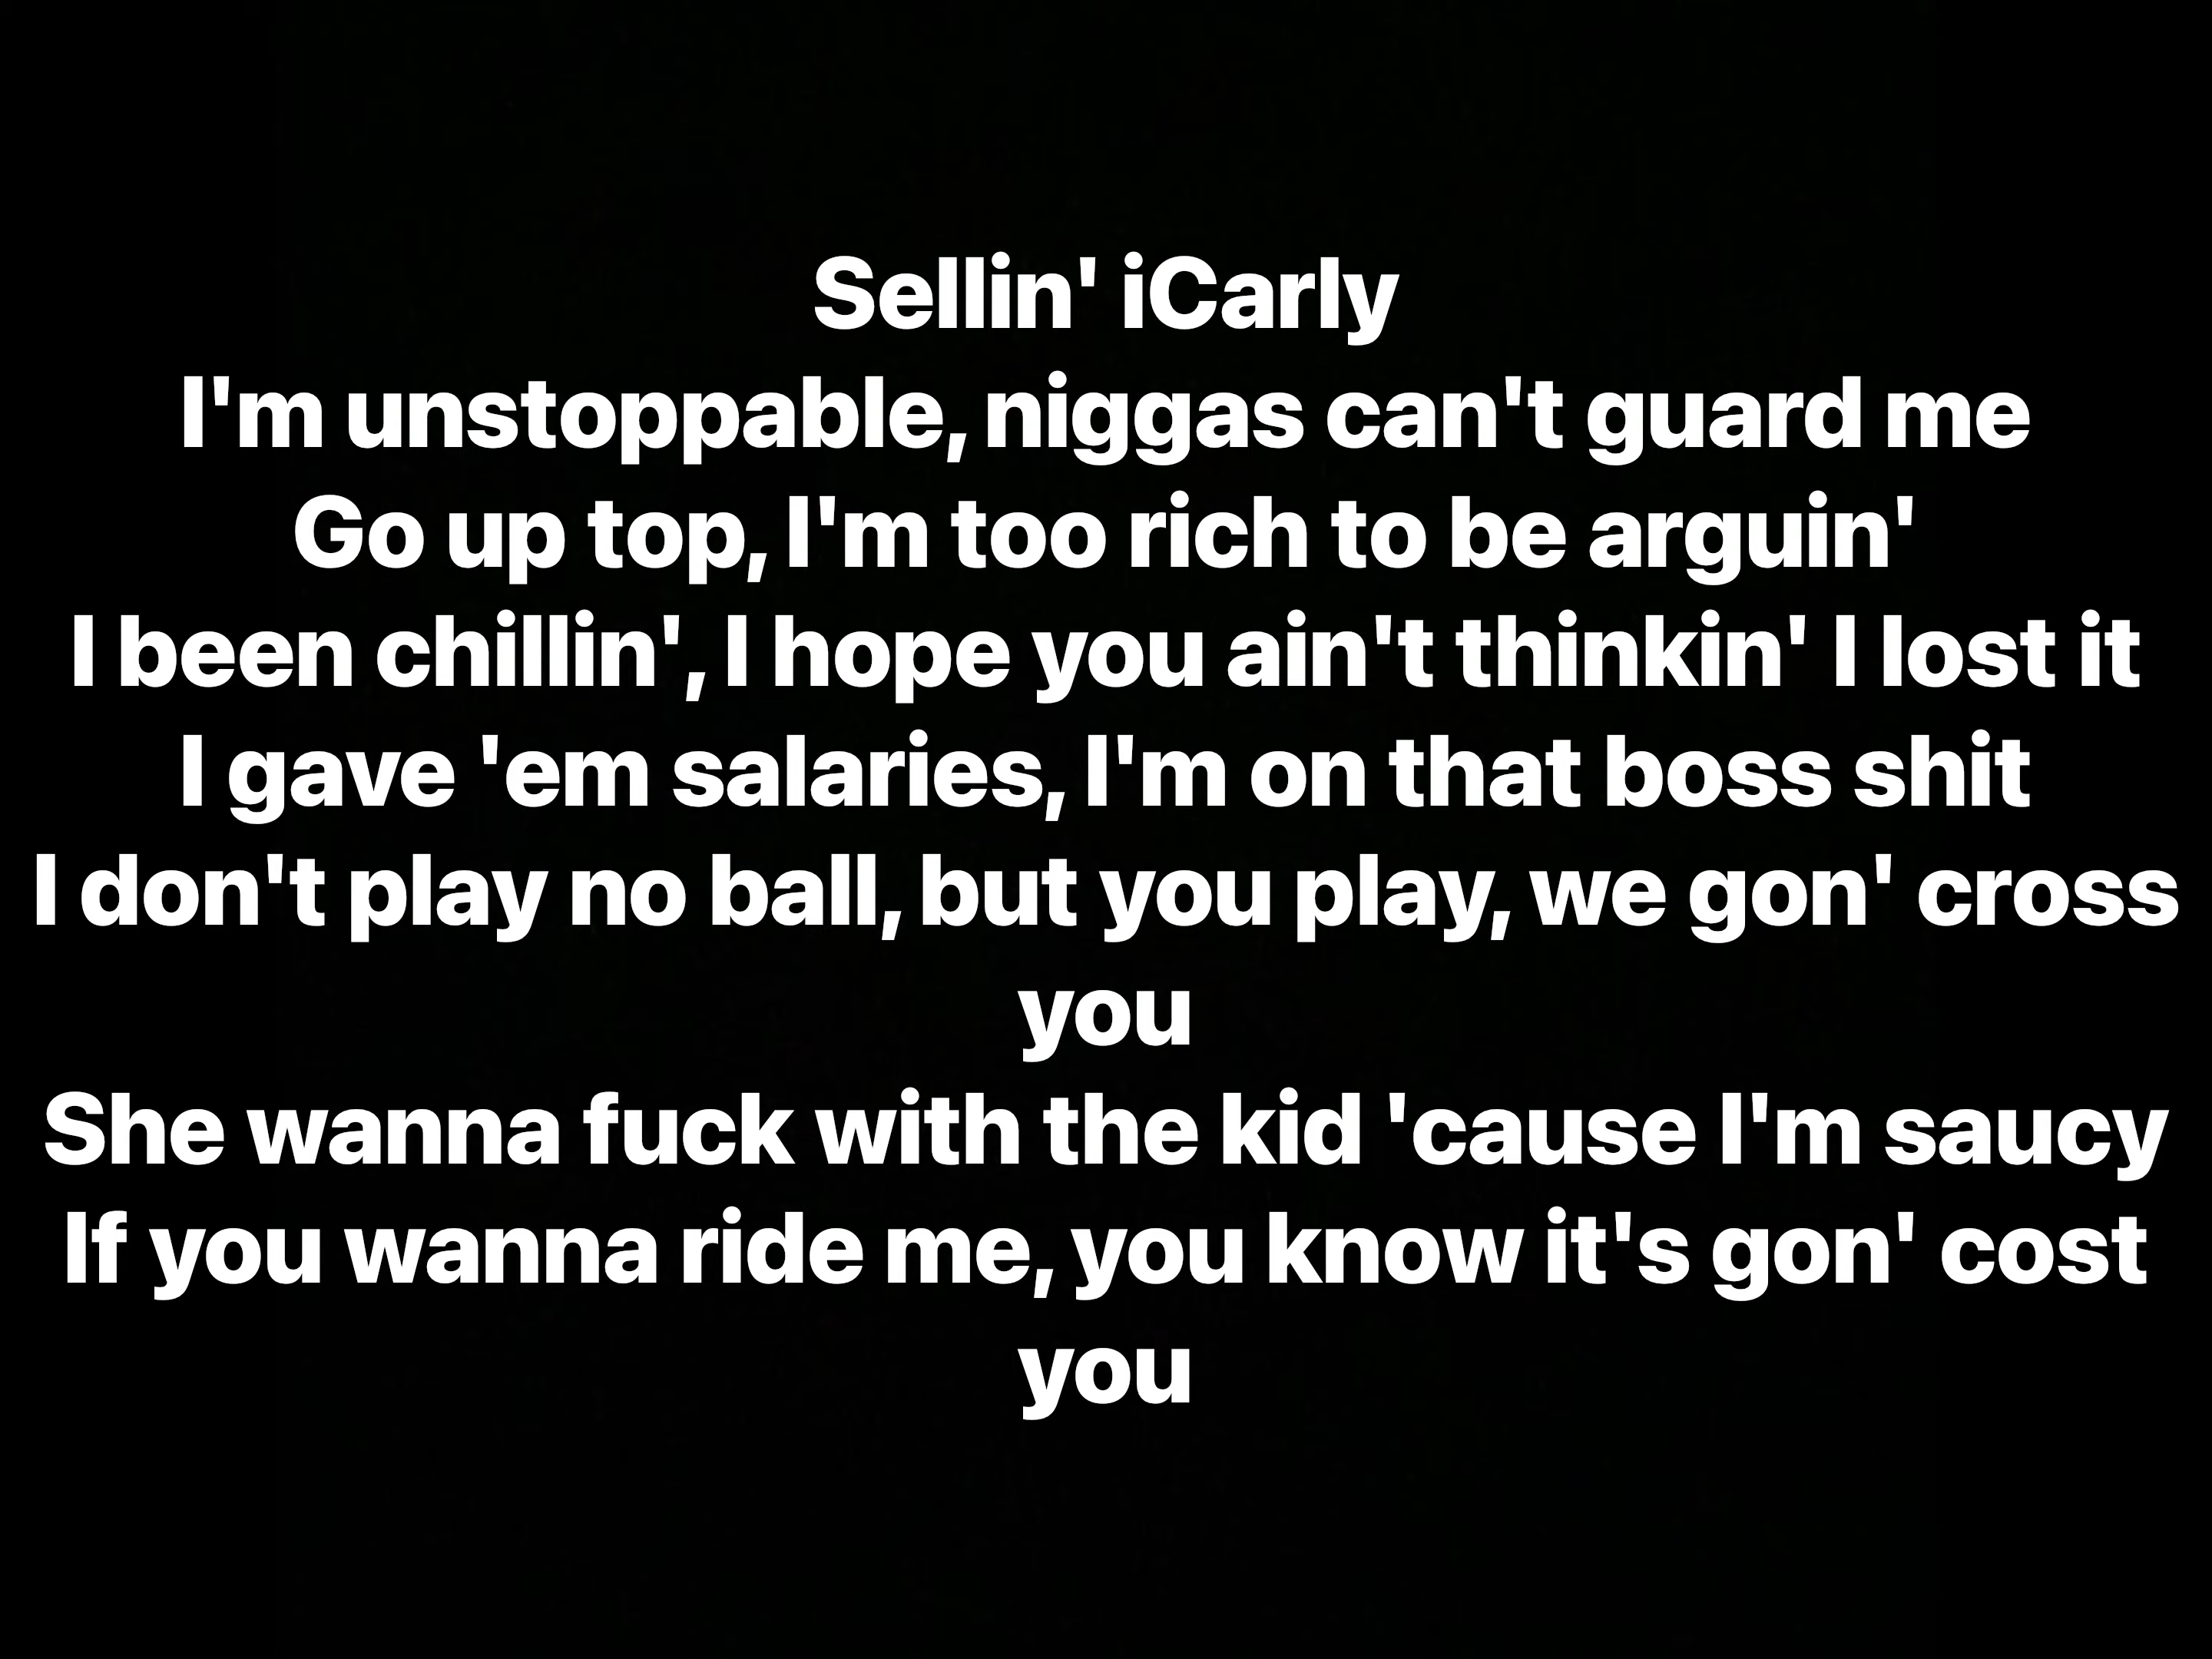 Sellin' iCarly
I'm unstoppable, niggas can't guard me
Go up top, I'm too rich to be arguin'
I been chillin', I hope you ain't thinkin' I lost it
I gave 'em salaries, I'm on that boss shit
I don't play no ball, but you play, we gon' cross
you
She wanna fuck with the kid 'cause I'm saucy
If you wanna ride me, you know it's gon' cost
you